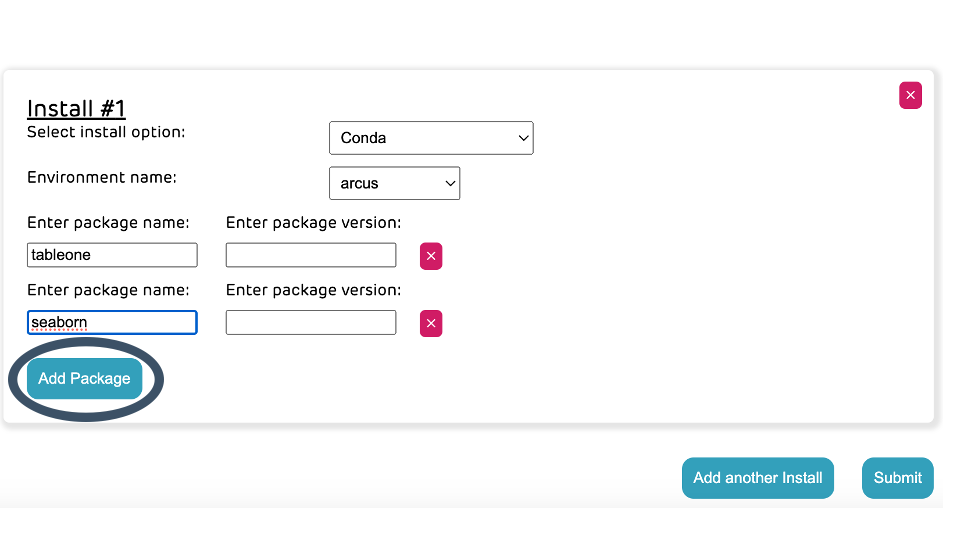 Install #1
Select install option:
Conda
Environment name:
arcus
Enter package name: Enter package version:
tableone
Enter package name: Enter package version:
seaborn
Add Package
Add another Install Submit